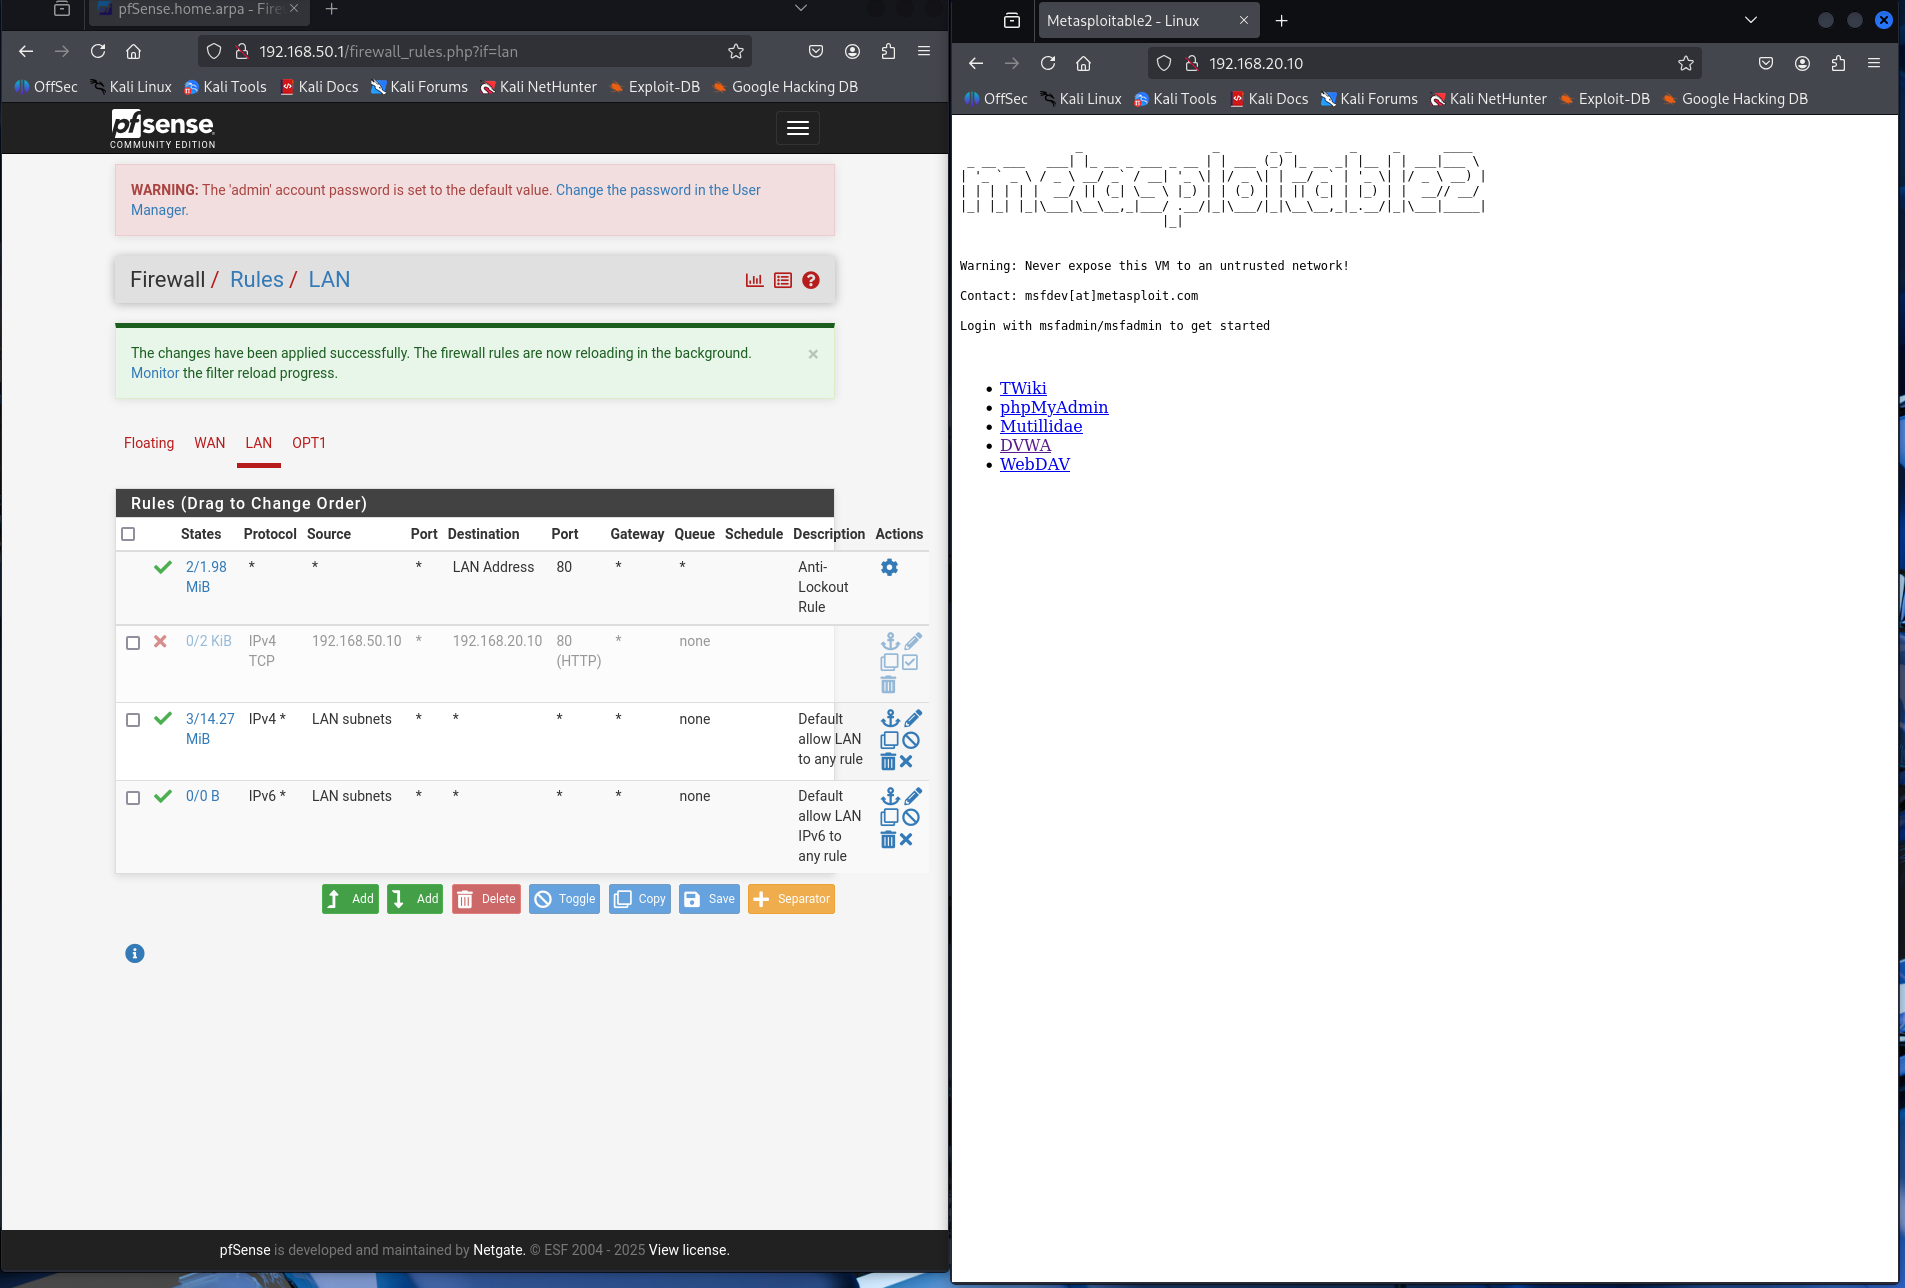 pfSense.home.arpa - Fire
192.168.50.1/firewall_rules.php?if=lan
OffSec Kali Linux Kali Tools Kali Docs Kali Forums Kali NetHunter Exploit-DB Google Hacking DB
pfsense
COMMUNITY EDITION
WARNING: The 'admin' account password is set to the default value. Change the password in the User
Manager.
Firewall / Rules / LAN
The changes have been applied successfully. The firewall rules are now reloading in the background.
×
Monitor the filter reload progress.
Floating WAN LAN OPT1
Rules (Drag to Change Order)
States Protocol Source Port Destination Port Gateway Queue Schedule Description Actions
2/1.98 * * * LAN Address 80 * * Anti-
MiB Lockout
Rule
0/2 KiB IPv4 192.168.50.10 * 192.168.20.10 80 * none
TCP (HTTP)
3/14.27 IPv4 * LAN subnets * * * * none Default
MiB allow LAN
to any rule
0/0 B IPv6 * LAN subnets * * * * none Default
allow LAN
IPv6 to
any rule
Add Add Delete Toggle Copy Save Separator
pfSense is developed and maintained by Netgate. © ESF 2004 - 2025 View license.
Metasploitable2 - Linux
192.168.20.10
OffSec Kali Linux Kali Tools Kali Docs Kali Forums Kali NetHunter Exploit-DB Google Hacking DB
metasploitable2
Warning: Never expose this VM to an untrusted network!
Contact: msfdev[at]metasploit.com
Login with msfadmin/msfadmin to get started
• TWiki
• phpMyAdmin
• Mutillidae
• DVWA
• WebDAV